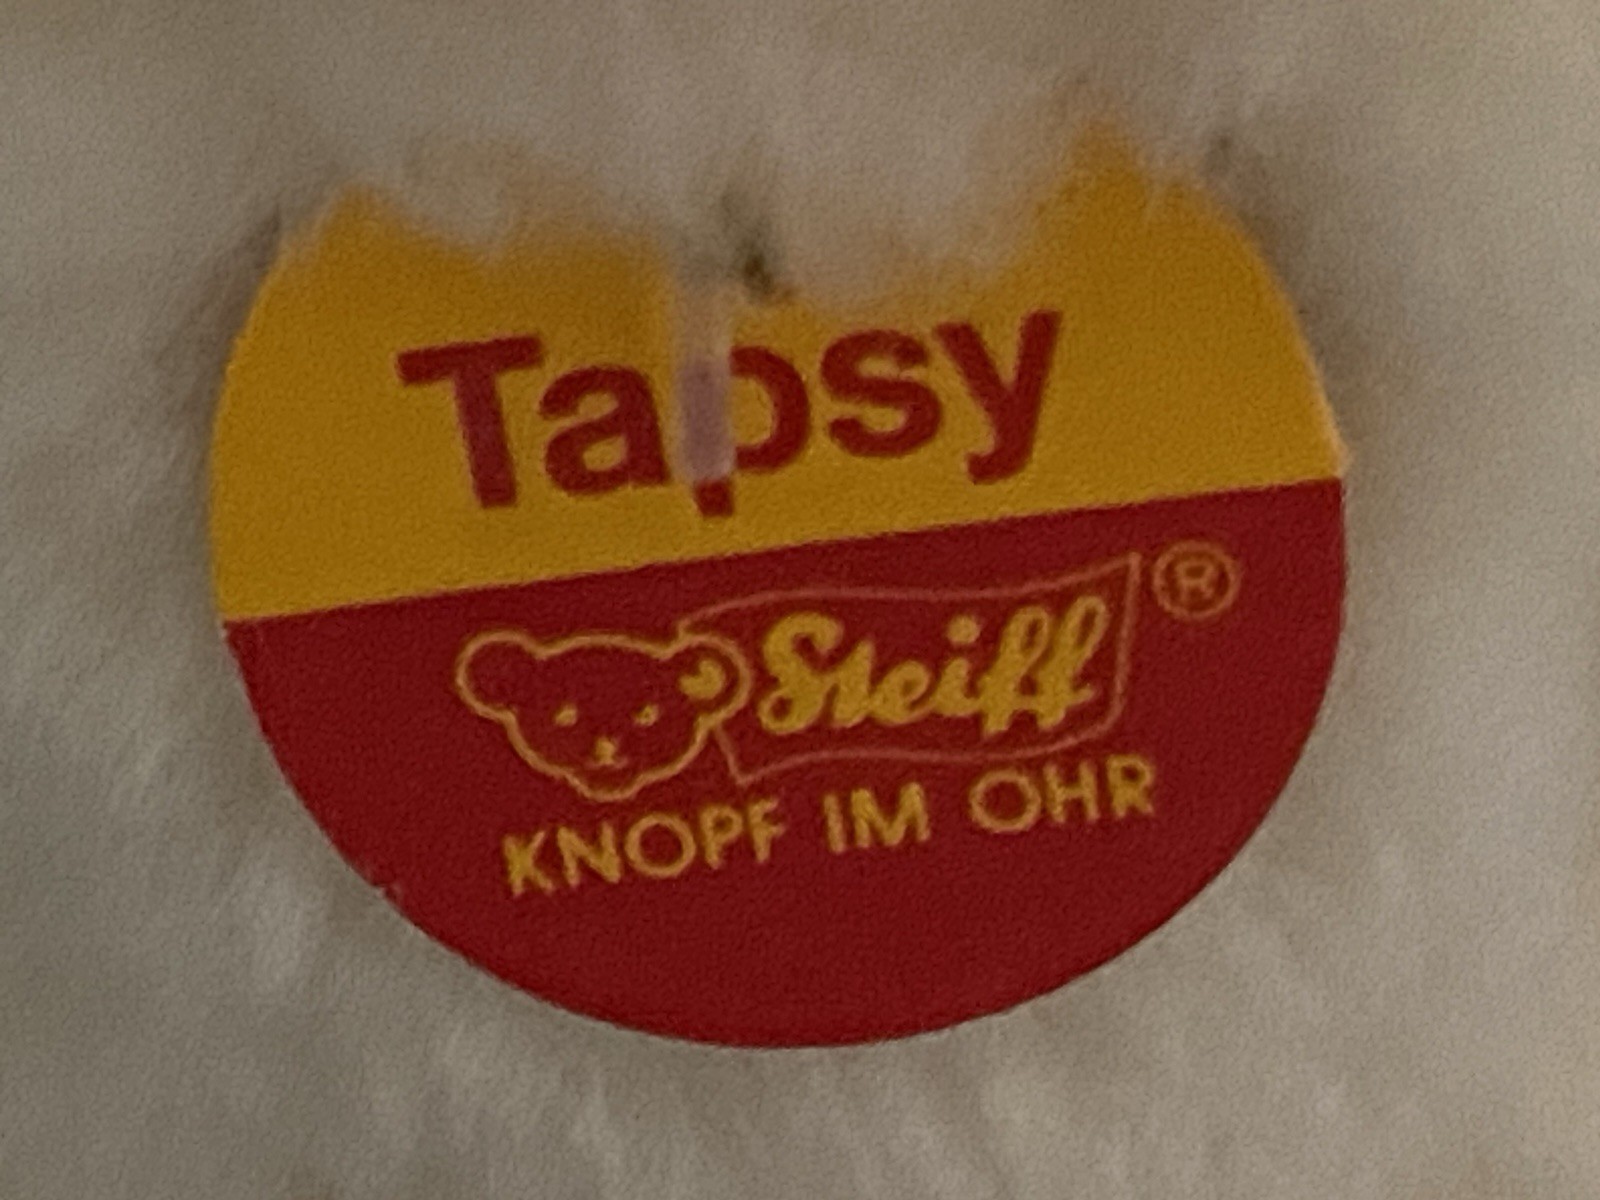 Tapsy
Steiff ®
KNOPF IM OHR